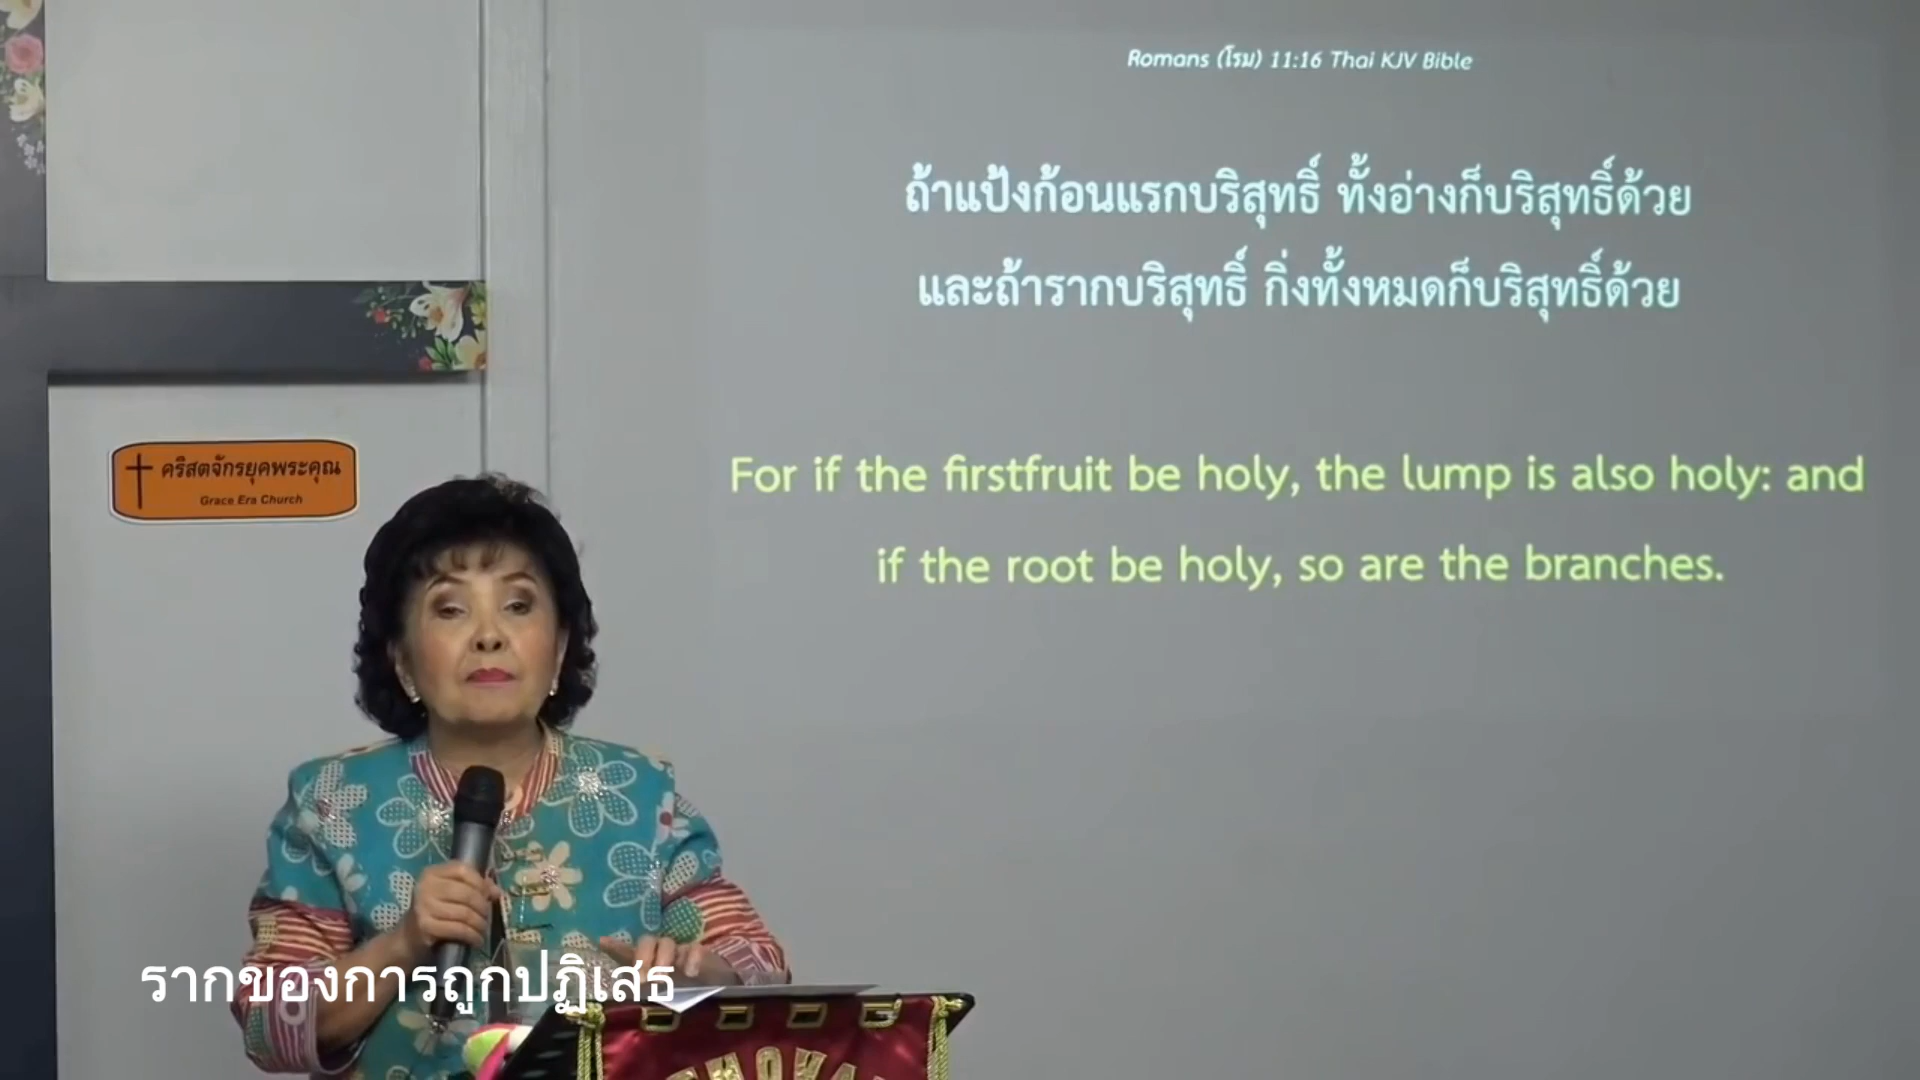 Romans (โรม) 11:16 Thai KJV Bible
ถ้าแป้งก้อนแรกบริสุทธิ์ ทั้งอ่างก็บริสุทธิ์ด้วย
และถ้ารากบริสุทธิ์ กิ่งทั้งหมดก็บริสุทธิ์ด้วย
For if the firstfruit be holy, the lump is also holy: and
if the root be holy, so are the branches.
คริสตจักรยุคพระคุณ
Grace Era Church
รากของการถูกปฏิเสธ